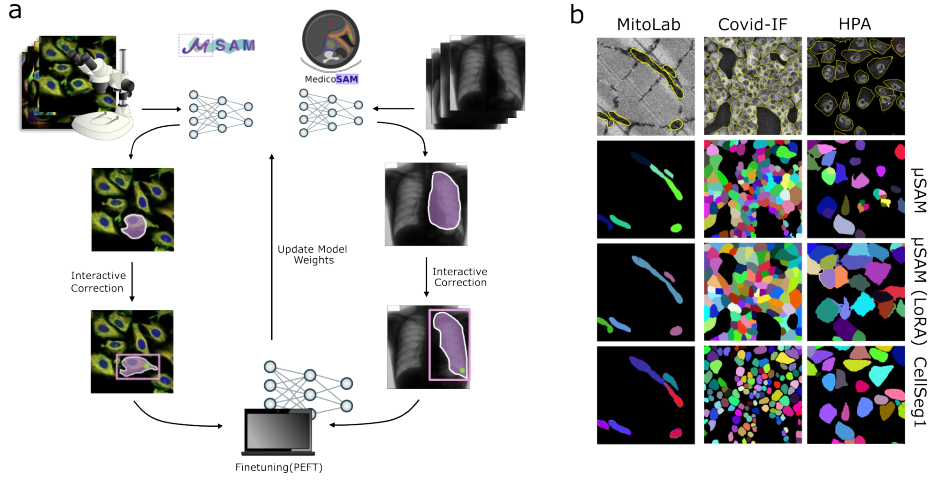 a
μSAM
MedicoSAM
Interactive
Correction
Update Model
Weights
Interactive
Correction
Finetuning(PEFT)
b
MitoLab
Covid-IF
HPA
μSAM
μSAM (LoRA)
CellSeg1